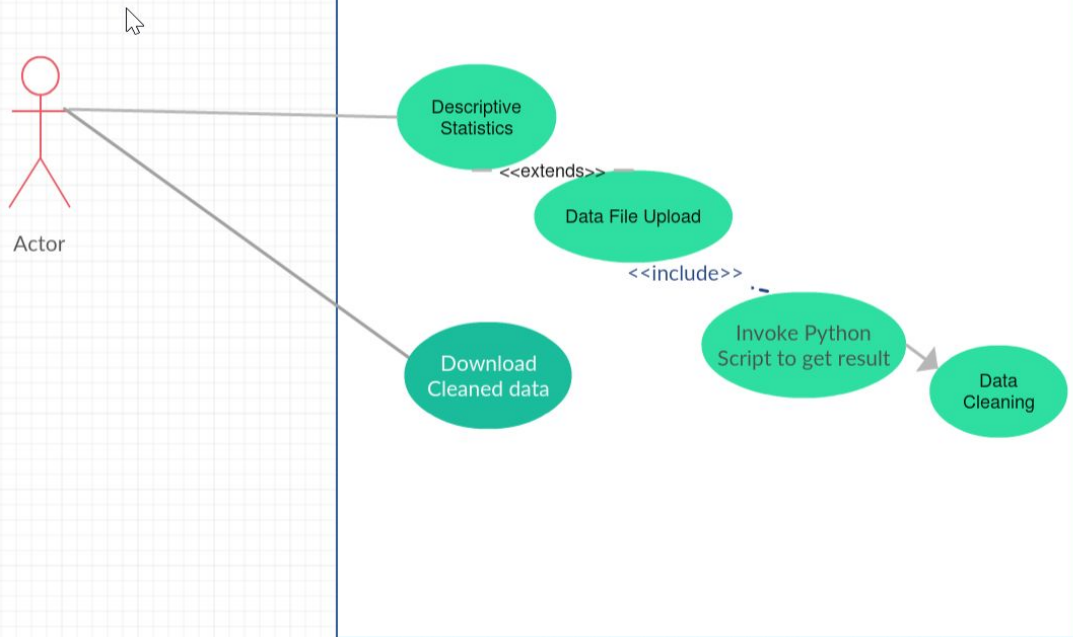 Descriptive
Statistics
<<extends>>
Data File Upload
Actor
<<include>>
Invoke Python
Script to get result
Download
Cleaned data
Data
Cleaning